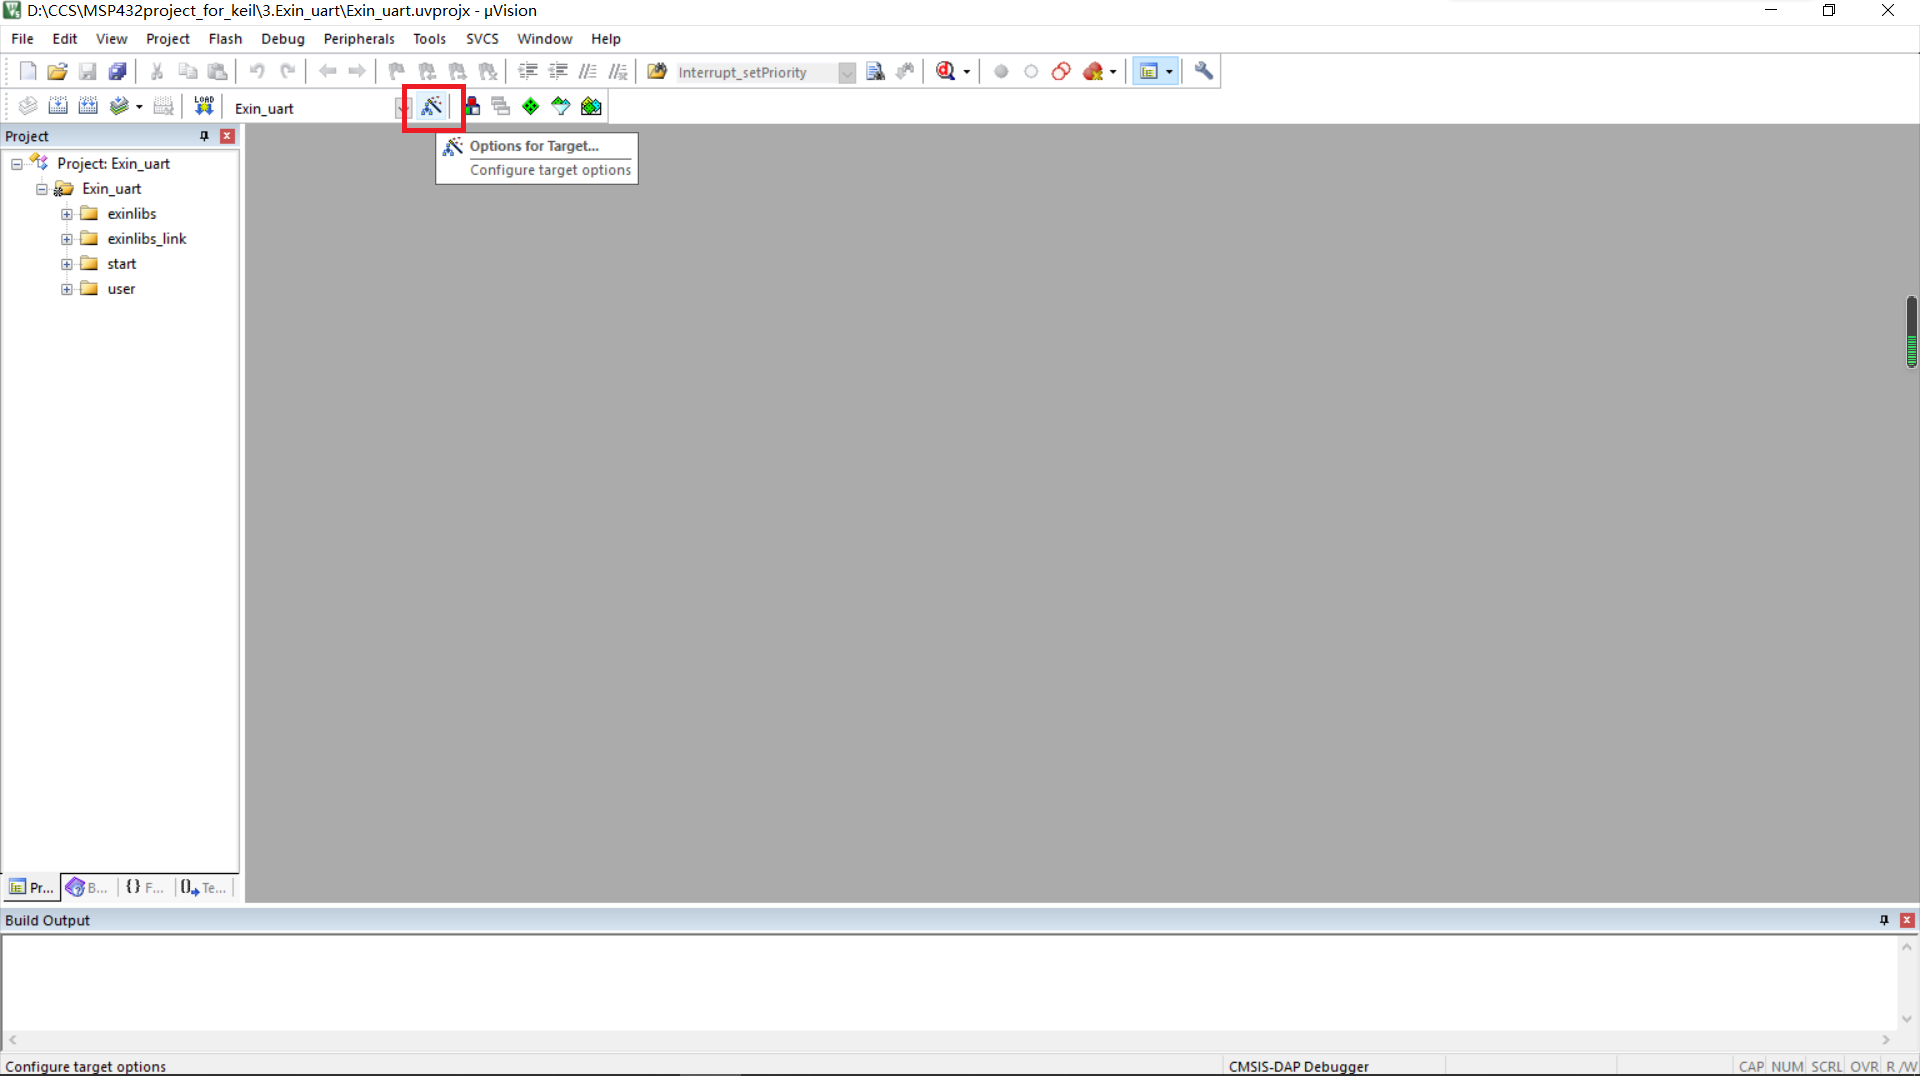 D:\CCS\MSP432project_for_keil\3.Exin_uart\Exin_uart.uvprojx - µVision
File Edit View Project Flash Debug Peripherals Tools SVCS Window Help
Interrupt_setPriority
LOAD Exin_uart
Project
Options for Target...
Configure target options
Project: Exin_uart
Exin_uart
exinlibs
exinlibs_link
start
user
Pr... B... {} F... Te...
Build Output
Configure target options CMSIS-DAP Debugger CAP NUM SCRL OVR R/W